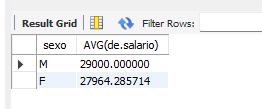 Result Grid Filter Rows:
sexo AVG(de.salario)
M 29000.000000
F 27964.285714